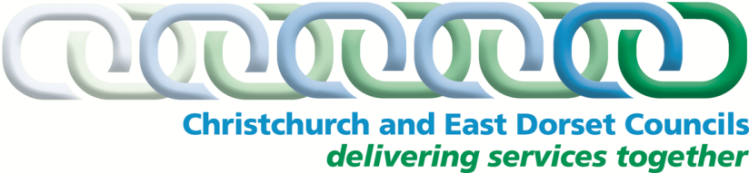 Christchurch and East Dorset Councils
delivering services together